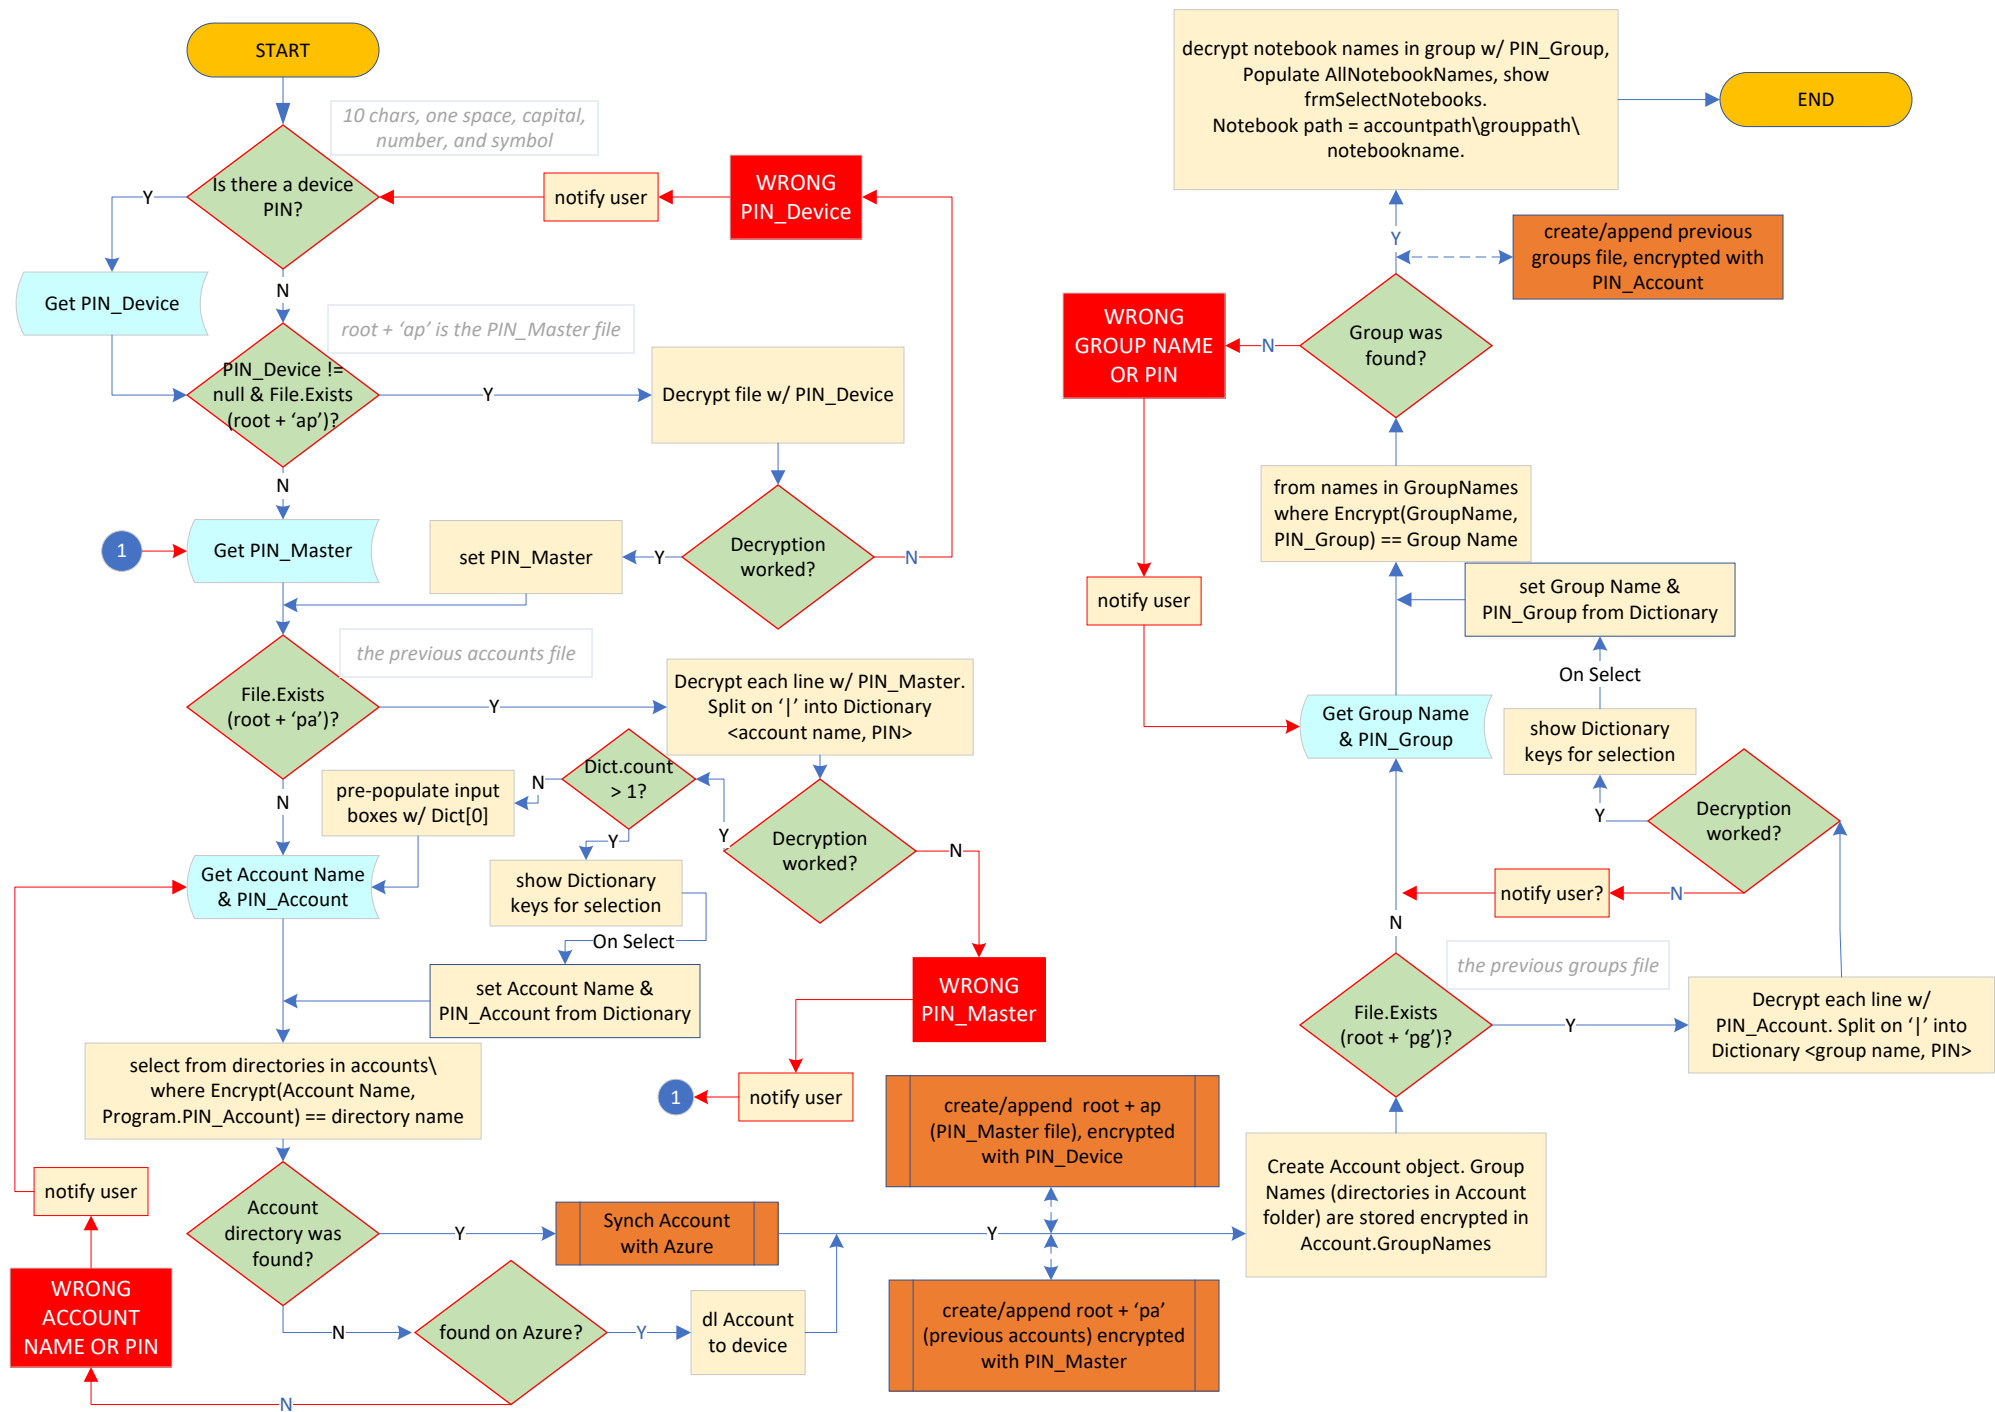 START
10 chars, one space, capital,
number, and symbol
Is there a device
PIN?
Y
notify user
WRONG
PIN_Device
Get PIN_Device
N
root + ‘ap’ is the PIN_Master file
PIN_Device !=
null & File.Exists
(root + ‘ap’)?
Y
Decrypt file w/ PIN_Device
N
1
Get PIN_Master
set PIN_Master
Y
Decryption
worked?
N
the previous accounts file
File.Exists
(root + ‘pa’)?
Y
Decrypt each line w/ PIN_Master.
Split on ‘|’ into Dictionary
<account name, PIN>
Dict.count
> 1?
N
pre-populate input
boxes w/ Dict[0]
N
Y
Y
Decryption
worked?
N
Get Account Name
& PIN_Account
show Dictionary
keys for selection
On Select
set Account Name &
PIN_Account from Dictionary
WRONG
PIN_Master
notify user
1
select from directories in accounts\
where Encrypt(Account Name,
Program.PIN_Account) == directory name
notify user
Account
directory was
found?
Y
Synch Account
with Azure
WRONG
ACCOUNT
NAME OR PIN
N
found on Azure?
Y
dl Account
to device
N
Y
create/append  root + ap
(PIN_Master file), encrypted
with PIN_Device
create/append root + ‘pa’
(previous accounts) encrypted
with PIN_Master
Create Account object. Group
Names (directories in Account
folder) are stored encrypted in
Account.GroupNames
File.Exists
(root + ‘pg’)?
the previous groups file
Y
Decrypt each line w/
PIN_Account. Split on ‘|’ into
Dictionary <group name, PIN>
N
notify user?
N
Decryption
worked?
Y
show Dictionary
keys for selection
On Select
set Group Name &
PIN_Group from Dictionary
Get Group Name
& PIN_Group
from names in GroupNames
where Encrypt(GroupName,
PIN_Group) == Group Name
notify user
WRONG
GROUP NAME
OR PIN
N
Group was
found?
Y
create/append previous
groups file, encrypted with
PIN_Account
decrypt notebook names in group w/ PIN_Group,
Populate AllNotebookNames, show
frmSelectNotebooks.
Notebook path = accountpath\grouppath\
notebookname.
END